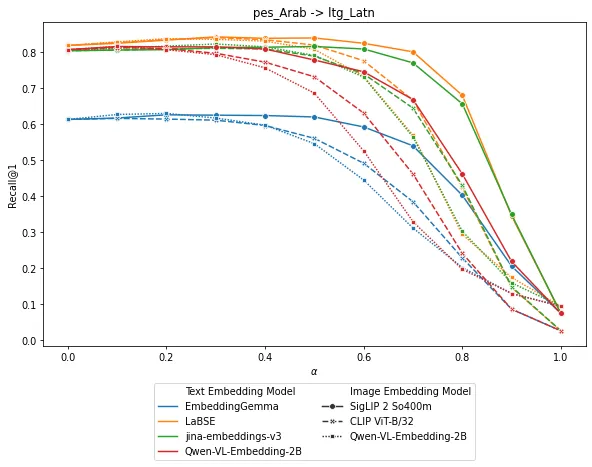 pes_Arab -> ltg_Latn
0.8
0.7
0.6
0.5
0.4
0.3
0.2
0.1
0.0
Recall@1
0.0 0.2 0.4 0.6 0.8 1.0
α
Text Embedding Model Image Embedding Model
EmbeddingGemma SigLIP 2 So400m
LaBSE CLIP ViT-B/32
jina-embeddings-v3 Qwen-VL-Embedding-2B
Qwen-VL-Embedding-2B